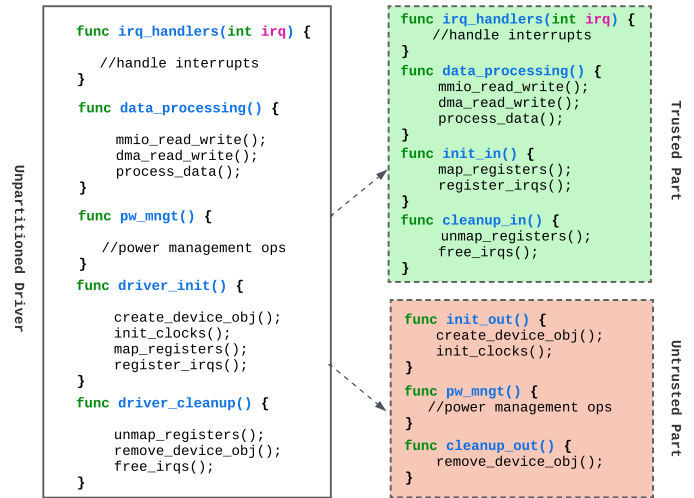 Unpartitioned Driver
func irq_handlers(int irq) {
//handle interrupts
}
func data_processing() {
mmio_read_write();
dma_read_write();
process_data();
}
func pw_mngt() {
//power management ops
}
func driver_init() {
create_device_obj();
init_clocks();
map_registers();
register_irqs();
}
func driver_cleanup() {
unmap_registers();
remove_device_obj();
free_irqs();
}
func irq_handlers(int irq) {
//handle interrupts
}
func data_processing() {
mmio_read_write();
dma_read_write();
process_data();
}
func init_in() {
map_registers();
register_irqs();
}
func cleanup_in() {
unmap_registers();
free_irqs();
}
Trusted Part
func init_out() {
create_device_obj();
init_clocks();
}
func pw_mngt() {
//power management ops
}
func cleanup_out() {
remove_device_obj();
}
Untrusted Part